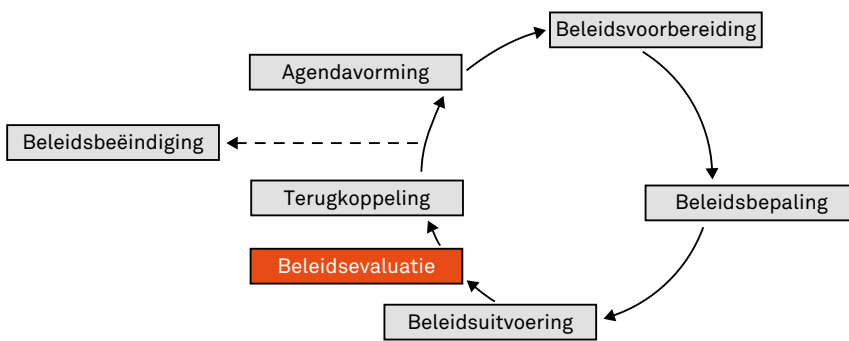 Beleidsvoorbereiding
Agendavorming
Beleidsbeëindiging
Terugkoppeling
Beleidsbepaling
Beleidsevaluatie
Beleidsuitvoering